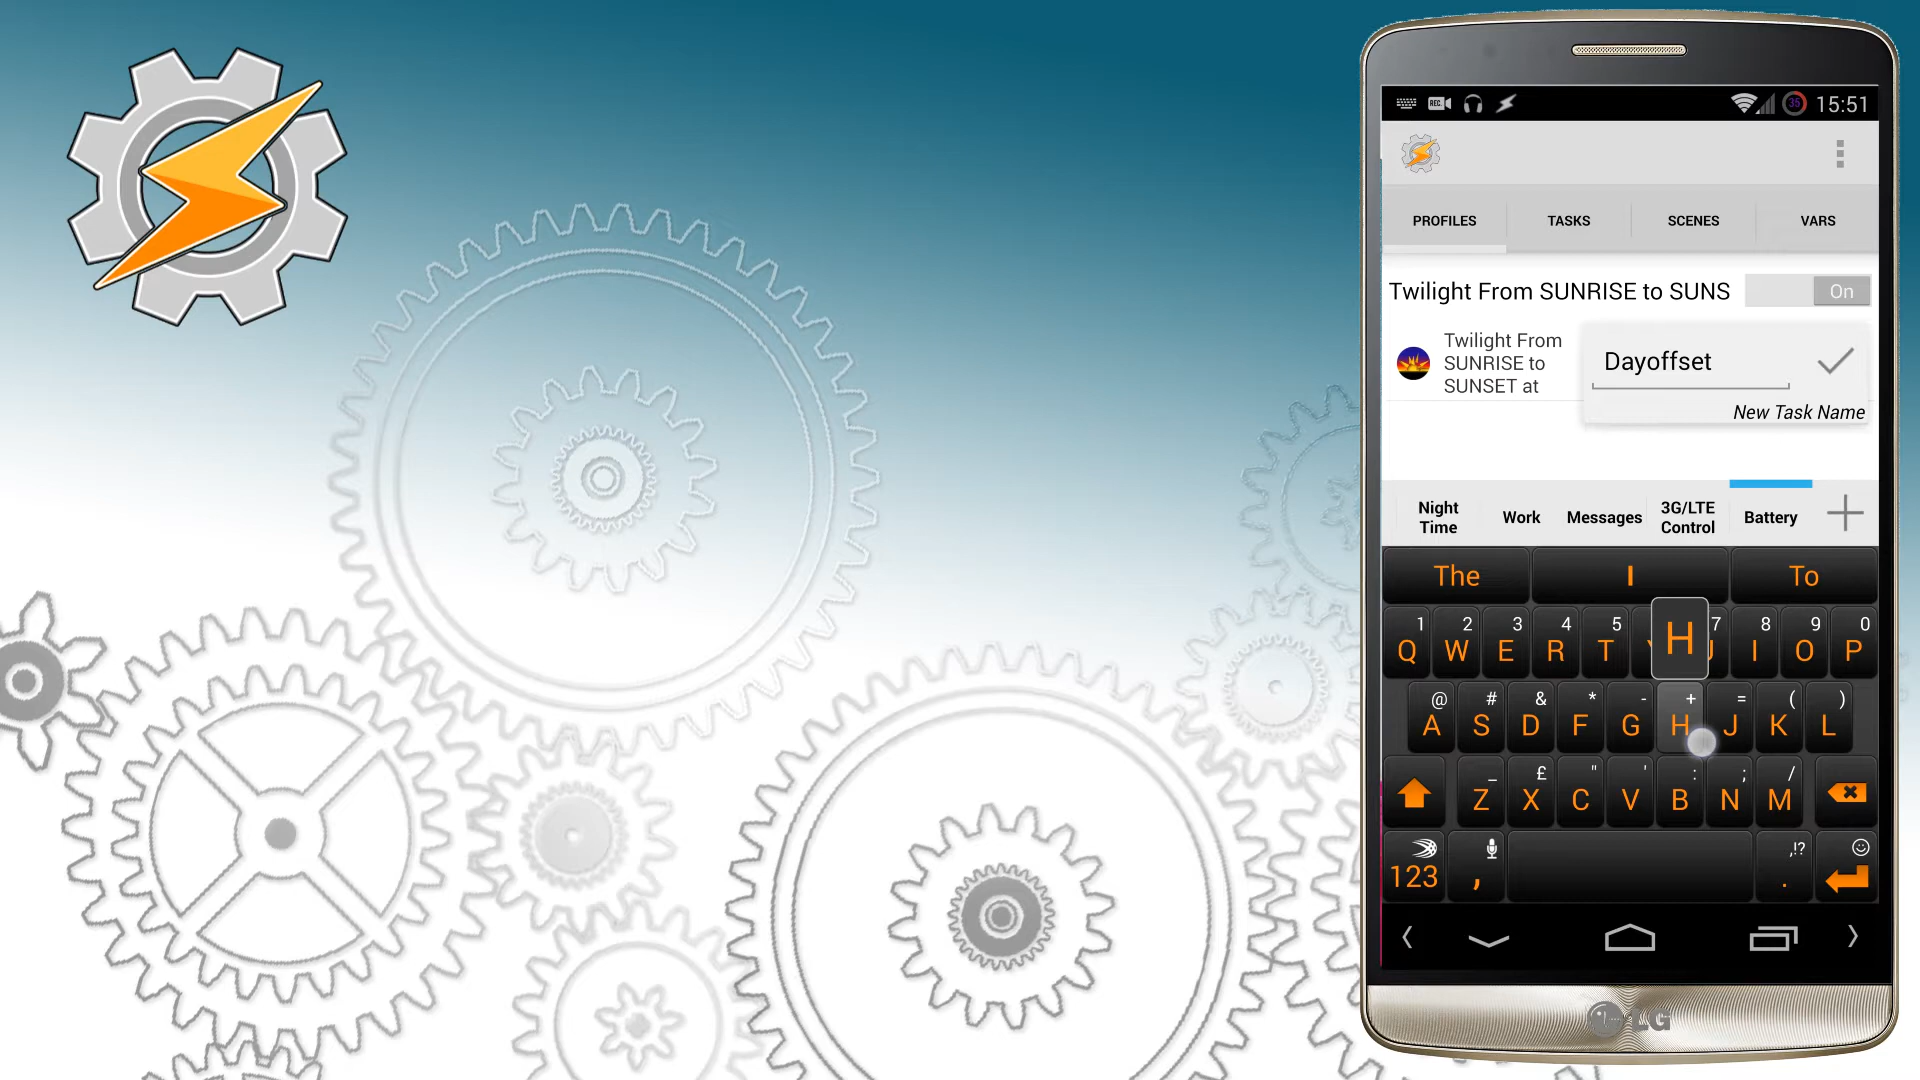 REC
35
15:51
PROFILES TASKS SCENES VARS
Twilight From SUNRISE to SUNS
On
Twilight From
SUNRISE to
SUNSET at
Dayoffset
New Task Name
Night
Time
Work
Messages
3G/LTE
Control
Battery
The I To
1 2 3 4 5 7 8 9 0
Q W E R T H I O P
@ # & * - + = ( )
A S D F G H J K L
_ £ " ' : ; /
Z X C V B N M
,!?
123 , .
LG